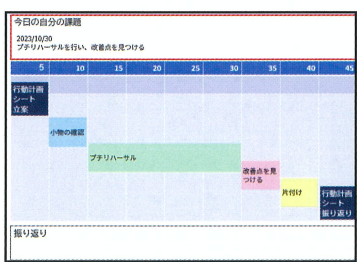 今日の自分の課題
2023/10/30
プチリハーサルを行い、改善点を見つける
5 10 15 20 25 30 35 40 45
行動計画
シート
立案
小物の確認
プチリハーサル
改善点を見
つける
片付け
行動計画
シート
振り返り
振り返り